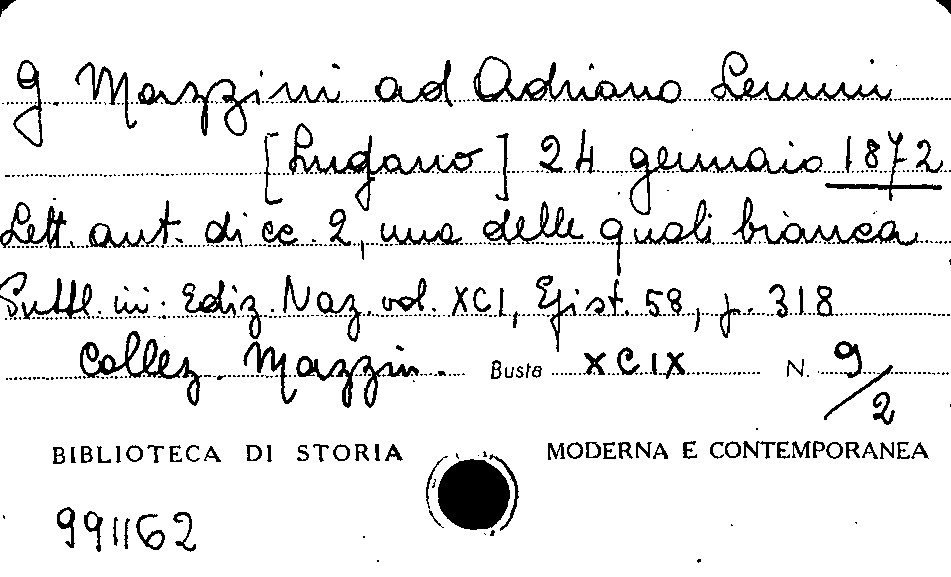 G. Mazzini ad Adriano Lemmi
[Lugano] 24 gennaio 1872
Lett. aut. di cc. 2, una delle quali bianca
Pubbl. in: Ediz. Naz. vol. XCI, Epist. 58, p. 318
Collez. Mazzin. Busta XCIX N. 9/2
BIBLIOTECA DI STORIA MODERNA E CONTEMPORANEA
991162